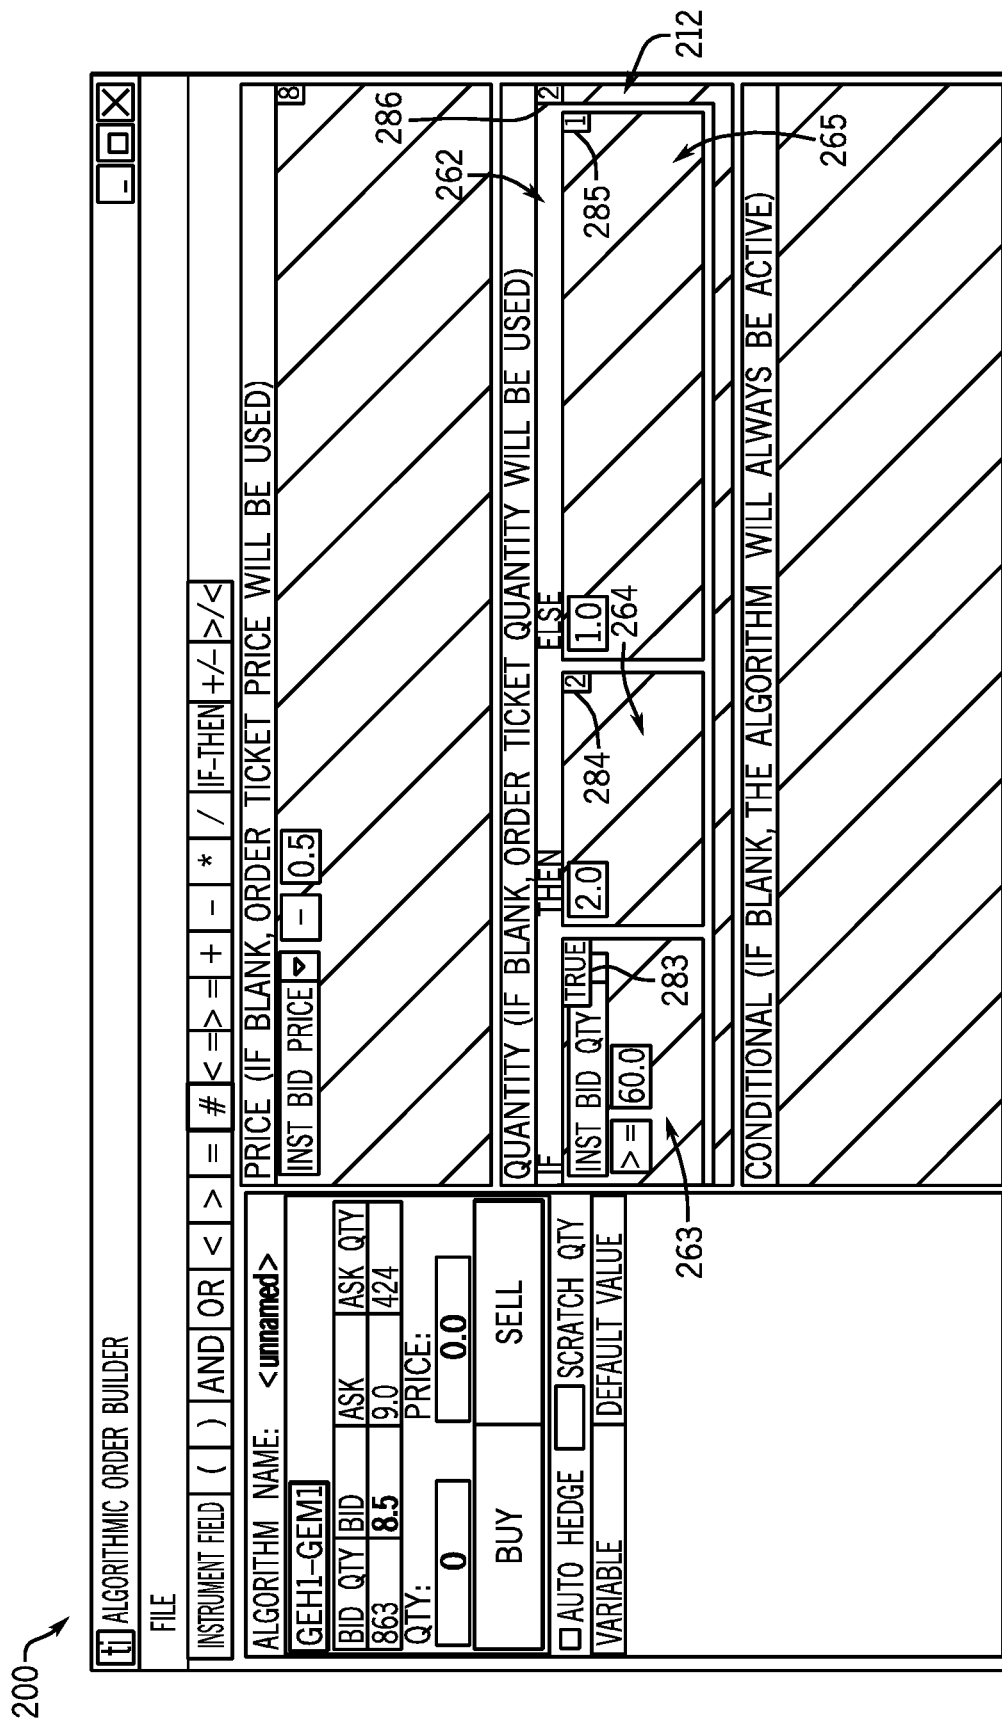 200
ti ALGORITHMIC ORDER BUILDER
FILE
INSTRUMENT FIELD ( ) AND OR < > = # <= >= + - * / IF-THEN +/- >/<
ALGORITHM NAME: <unnamed>
GEH1-GEM1
BID QTY BID ASK ASK QTY
863 8.5 9.0 424
QTY: PRICE:
0 0.0
BUY SELL
AUTO HEDGE SCRATCH QTY
VARIABLE DEFAULT VALUE
PRICE (IF BLANK, ORDER TICKET PRICE WILL BE USED)
INST BID PRICE - 0.5
8
286
262
QUANTITY (IF BLANK, ORDER TICKET QUANTITY WILL BE USED)
2
212
IF THEN ELSE
INST BID QTY TRUE
>= 60.0
283
263
2.0
2
284
264
1.0
1
285
265
CONDITIONAL (IF BLANK, THE ALGORITHM WILL ALWAYS BE ACTIVE)